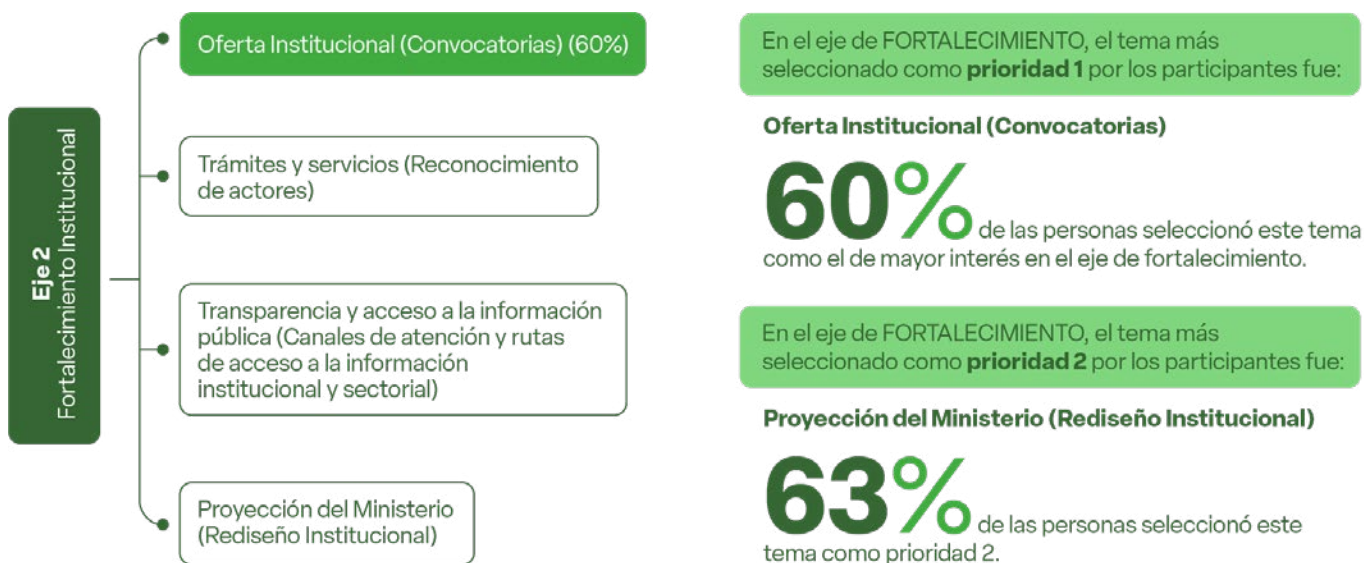 Eje 2
Fortalecimiento Institucional
Oferta Institucional (Convocatorias) (60%)
Trámites y servicios (Reconocimiento
de actores)
Transparencia y acceso a la información
pública (Canales de atención y rutas
de acceso a la información
institucional y sectorial)
Proyección del Ministerio
(Rediseño Institucional)
En el eje de FORTALECIMIENTO, el tema más
seleccionado como prioridad 1 por los participantes fue:
Oferta Institucional (Convocatorias)
60% de las personas seleccionó este tema
como el de mayor interés en el eje de fortalecimiento.
En el eje de FORTALECIMIENTO, el tema más
seleccionado como prioridad 2 por los participantes fue:
Proyección del Ministerio (Rediseño Institucional)
63% de las personas seleccionó este
tema como prioridad 2.